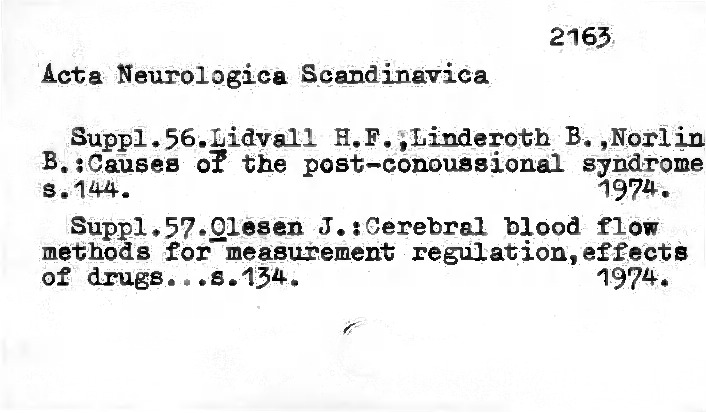 2163
Acta Neurologica Scandinavica
Suppl.56.Lidvall H.F.,Linderoth B.,Norlin
B.:Causes of the post-conoussional syndrome
s.144. 1974.
Suppl.57.Olesen J.:Cerebral blood flow
methods for measurement regulation,effects
of drugs...s.134. 1974.